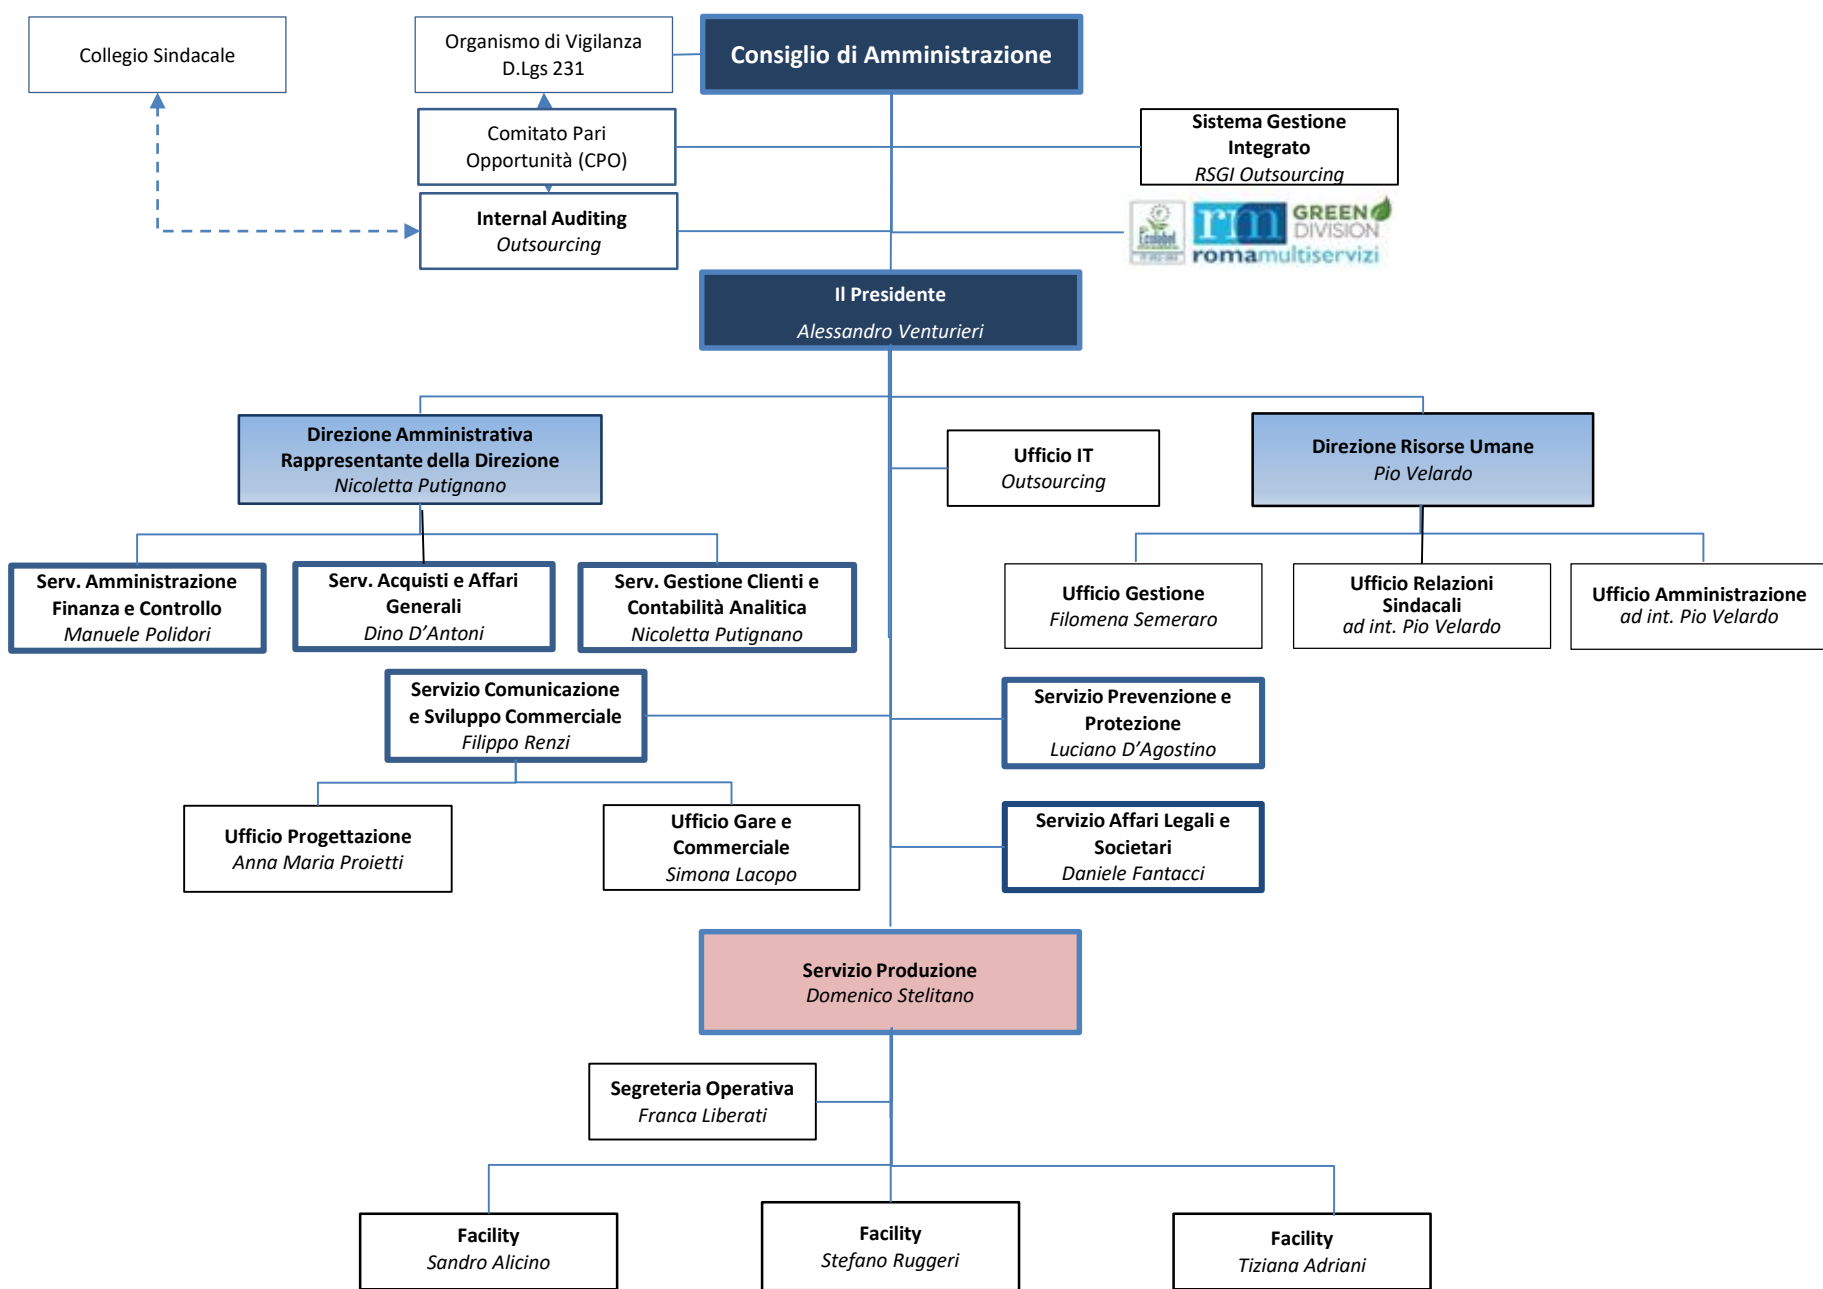 Collegio Sindacale
Organismo di Vigilanza
D.Lgs 231
Consiglio di Amministrazione
Comitato Pari
Opportunità (CPO)
Sistema Gestione
Integrato
RSGI Outsourcing
Internal Auditing
Outsourcing
Ecolabel
rm
GREEN
DIVISION
romamultiservizi
Il Presidente
Alessandro Venturieri
Direzione Amministrativa
Rappresentante della Direzione
Nicoletta Putignano
Ufficio IT
Outsourcing
Direzione Risorse Umane
Pio Velardo
Serv. Amministrazione
Finanza e Controllo
Manuele Polidori
Serv. Acquisti e Affari
Generali
Dino D’Antoni
Serv. Gestione Clienti e
Contabilità Analitica
Nicoletta Putignano
Ufficio Gestione
Filomena Semeraro
Ufficio Relazioni
Sindacali
ad int. Pio Velardo
Ufficio Amministrazione
ad int. Pio Velardo
Servizio Comunicazione
e Sviluppo Commerciale
Filippo Renzi
Servizio Prevenzione e
Protezione
Luciano D’Agostino
Ufficio Progettazione
Anna Maria Proietti
Ufficio Gare e
Commerciale
Simona Lacopo
Servizio Affari Legali e
Societari
Daniele Fantacci
Servizio Produzione
Domenico Stelitano
Segreteria Operativa
Franca Liberati
Facility
Sandro Alicino
Facility
Stefano Ruggeri
Facility
Tiziana Adriani